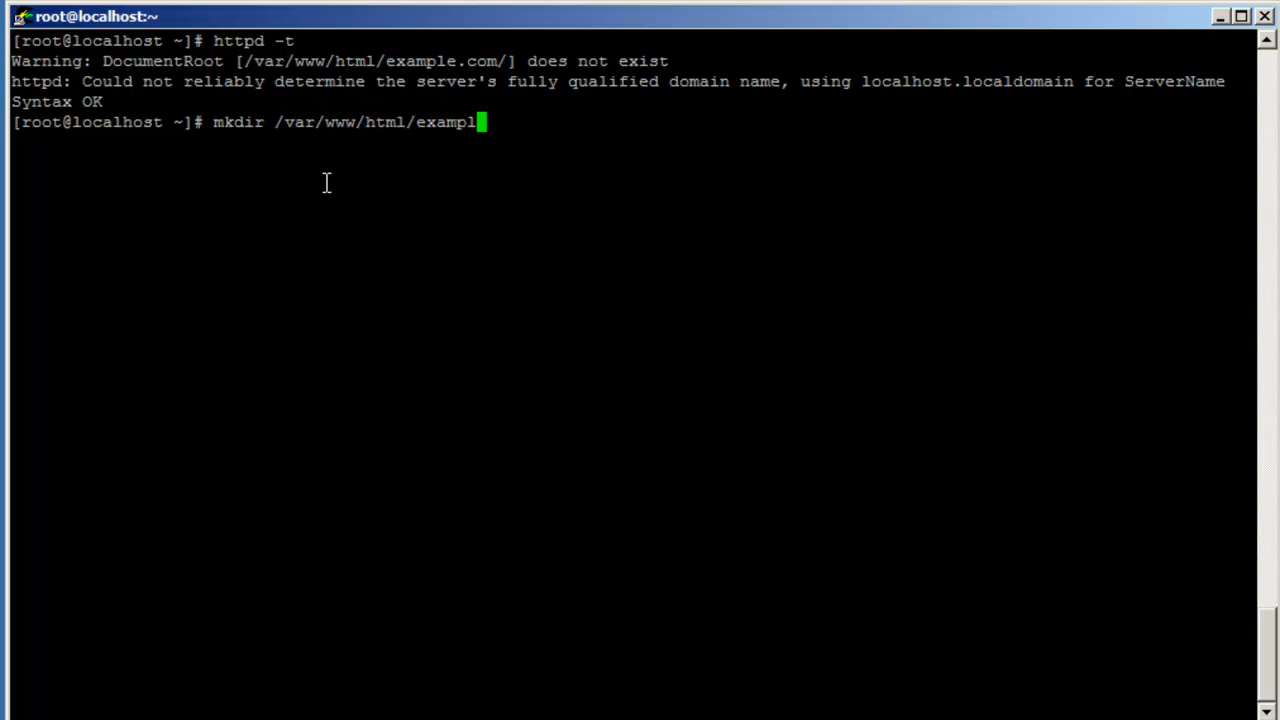 root@localhost:~
[root@localhost ~]# httpd -t
Warning: DocumentRoot [/var/www/html/example.com/] does not exist
httpd: Could not reliably determine the server's fully qualified domain name, using localhost.localdomain for ServerName
Syntax OK
[root@localhost ~]# mkdir /var/www/html/exampl